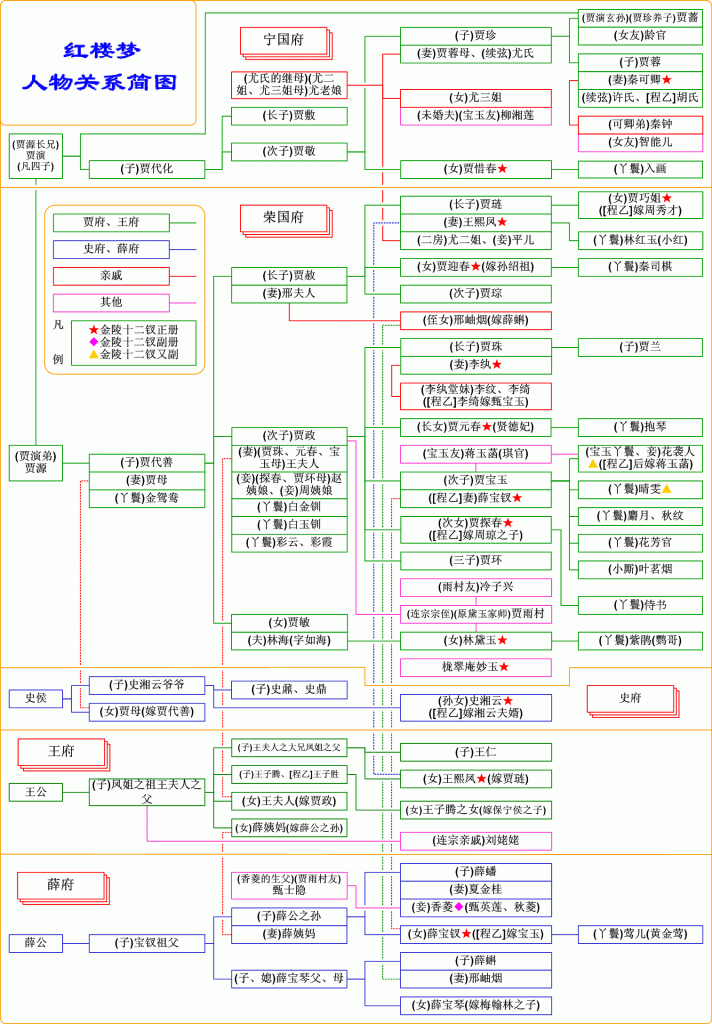 红楼梦
人物关系简图
宁国府
(尤氏的继母)(尤二
姐、尤三姐母)尤老娘
(长子)贾敷
(次子)贾敬
(贾源长兄)
贾演
(凡四子)
(子)贾代化
(子)贾珍
(妻)贾蓉母、(续弦)尤氏
(女)尤三姐
(未婚夫)(宝玉友)柳湘莲
(女)贾惜春★
(贾演玄孙)(贾珍养子)贾蔷
(女友)龄官
(子)贾蓉
(妻)秦可卿★
(续弦)许氏、[程乙]胡氏
(可卿弟)秦钟
(女友)智能儿
(丫鬟)入画
贾府、王府
史府、薛府
亲戚
其他
凡
例
★金陵十二钗正册
◆金陵十二钗副册
▲金陵十二钗又副
荣国府
(贾演弟)
贾源
(子)贾代善
(妻)贾母
(丫鬟)金鸳鸯
(长子)贾赦
(妻)邢夫人
(次子)贾政
(妻)(贾珠、元春、宝
玉母)王夫人
(妾)(探春、贾环母)赵
姨娘、(妾)周姨娘
(丫鬟)白金钏
(丫鬟)白玉钏
(丫鬟)彩云、彩霞
(女)贾敏
(夫)林海(字如海)
(长子)贾琏
(妻)王熙凤★
(二房)尤二姐、(妾)平儿
(女)贾迎春★(嫁孙绍祖)
(次子)贾琮
(侄女)邢岫烟(嫁薛蝌)
(长子)贾珠
(妻)李纨★
(李纨堂妹)李纹、李绮
([程乙]李绮嫁甄宝玉)
(长女)贾元春★(贤德妃)
(宝玉友)蒋玉菡(琪官)
(次子)贾宝玉
([程乙]妻)薛宝钗★
(次女)贾探春★
([程乙]嫁周琼之子)
(三子)贾环
(雨村友)冷子兴
(连宗宗侄)(原黛玉家师)贾雨村
(女)林黛玉★
栊翠庵妙玉★
(女)贾巧姐★
([程乙]嫁周秀才)
(丫鬟)林红玉(小红)
(丫鬟)秦司棋
(子)贾兰
(丫鬟)抱琴
(宝玉丫鬟、妾)花袭人
▲([程乙]后嫁蒋玉菡)
(丫鬟)晴雯▲
(丫鬟)麝月、秋纹
(丫鬟)花芳官
(小厮)叶茗烟
(丫鬟)侍书
(丫鬟)紫鹃(鹦哥)
史侯
(子)史湘云爷爷
(女)贾母(嫁贾代善)
(子)史鼐、史鼎
(孙女)史湘云★
([程乙]嫁湘云夫婿)
史府
王府
王公
(子)凤姐之祖王夫人之
父
(子)王夫人之大兄凤姐之父
(子)王子腾、[程乙]王子胜
(女)王夫人(嫁贾政)
(女)薛姨妈(嫁薛公之孙)
(子)王仁
(女)王熙凤★(嫁贾琏)
(女)王子腾之女(嫁保宁侯之子)
(连宗亲戚)刘姥姥
薛府
薛公
(子)宝钗祖父
(香菱的生父)(贾雨村友)
甄士隐
(子)薛公之孙
(妻)薛姨妈
(子、媳)薛宝琴父、母
(子)薛蟠
(妻)夏金桂
(妾)香菱◆(甄英莲、秋菱)
(女)薛宝钗★([程乙]嫁宝玉)
(子)薛蝌
(妻)邢岫烟
(女)薛宝琴(嫁梅翰林之子)
(丫鬟)莺儿(黄金莺)